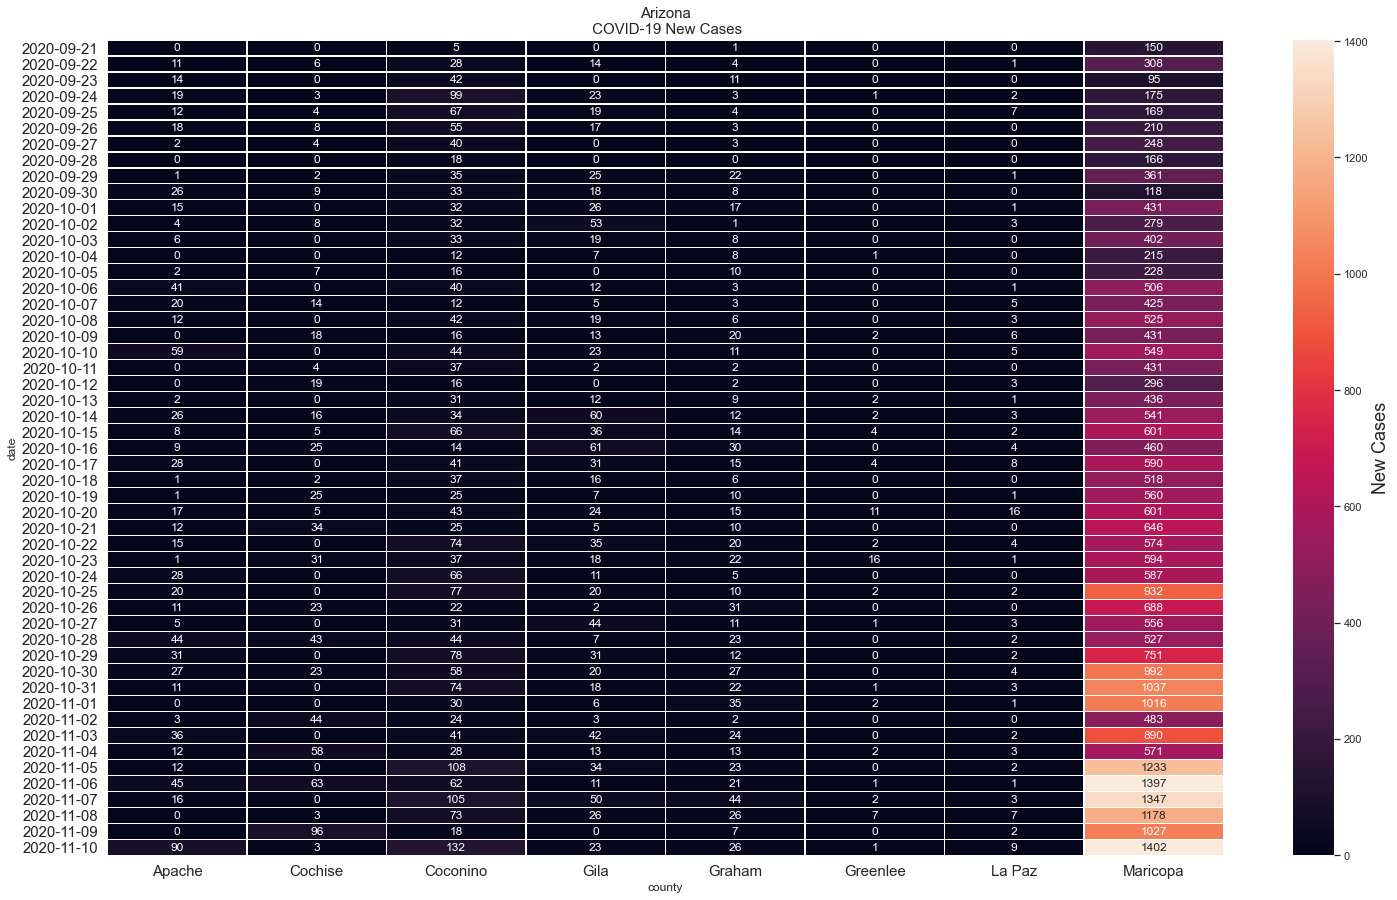 Arizona
COVID-19 New Cases
2020-09-21 0 0 5 0 1 0 0 150
2020-09-22 11 6 28 14 4 0 1 308
2020-09-23 14 0 42 0 11 0 0 95
2020-09-24 19 3 99 23 3 1 2 175
2020-09-25 12 4 67 19 4 0 7 169
2020-09-26 18 8 55 17 3 0 0 210
2020-09-27 2 4 40 0 3 0 0 248
2020-09-28 0 0 18 0 0 0 0 166
2020-09-29 1 2 35 25 22 0 1 361
2020-09-30 26 9 33 18 8 0 0 118
2020-10-01 15 0 32 26 17 0 1 431
2020-10-02 4 8 32 53 1 0 3 279
2020-10-03 6 0 33 19 8 0 0 402
2020-10-04 0 0 12 7 8 1 0 215
2020-10-05 2 7 16 0 10 0 0 228
2020-10-06 41 0 40 12 3 0 1 506
2020-10-07 20 14 12 5 3 0 5 425
2020-10-08 12 0 42 19 6 0 3 525
2020-10-09 0 18 16 13 20 2 6 431
2020-10-10 59 0 44 23 11 0 5 549
2020-10-11 0 4 37 2 2 0 0 431
2020-10-12 0 19 16 0 2 0 3 296
2020-10-13 2 0 31 12 9 2 1 436
2020-10-14 26 16 34 60 12 2 3 541
2020-10-15 8 5 66 36 14 4 2 601
2020-10-16 9 25 14 61 30 0 4 460
2020-10-17 28 0 41 31 15 4 8 590
2020-10-18 1 2 37 16 6 0 0 518
2020-10-19 1 25 25 7 10 0 1 560
2020-10-20 17 5 43 24 15 11 16 601
2020-10-21 12 34 25 5 10 0 0 646
2020-10-22 15 0 74 35 20 2 4 574
2020-10-23 1 31 37 18 22 16 1 594
2020-10-24 28 0 66 11 5 0 0 587
2020-10-25 20 0 77 20 10 2 2 932
2020-10-26 11 23 22 2 31 0 0 688
2020-10-27 5 0 31 44 11 1 3 556
2020-10-28 44 43 44 7 23 0 2 527
2020-10-29 31 0 78 31 12 0 2 751
2020-10-30 27 23 58 20 27 0 4 992
2020-10-31 11 0 74 18 22 1 3 1037
2020-11-01 0 0 30 6 35 2 1 1016
2020-11-02 3 44 24 3 2 0 0 483
2020-11-03 36 0 41 42 24 0 2 890
2020-11-04 12 58 28 13 13 2 3 571
2020-11-05 12 0 108 34 23 0 2 1233
2020-11-06 45 63 62 11 21 1 1 1397
2020-11-07 16 0 105 50 44 2 3 1347
2020-11-08 0 3 73 26 26 7 7 1178
2020-11-09 0 96 18 0 7 0 2 1027
2020-11-10 90 3 132 23 26 1 9 1402
Apache Cochise Coconino Gila Graham Greenlee La Paz Maricopa
county
date
1400
1200
1000
800
600
400
200
0
New Cases